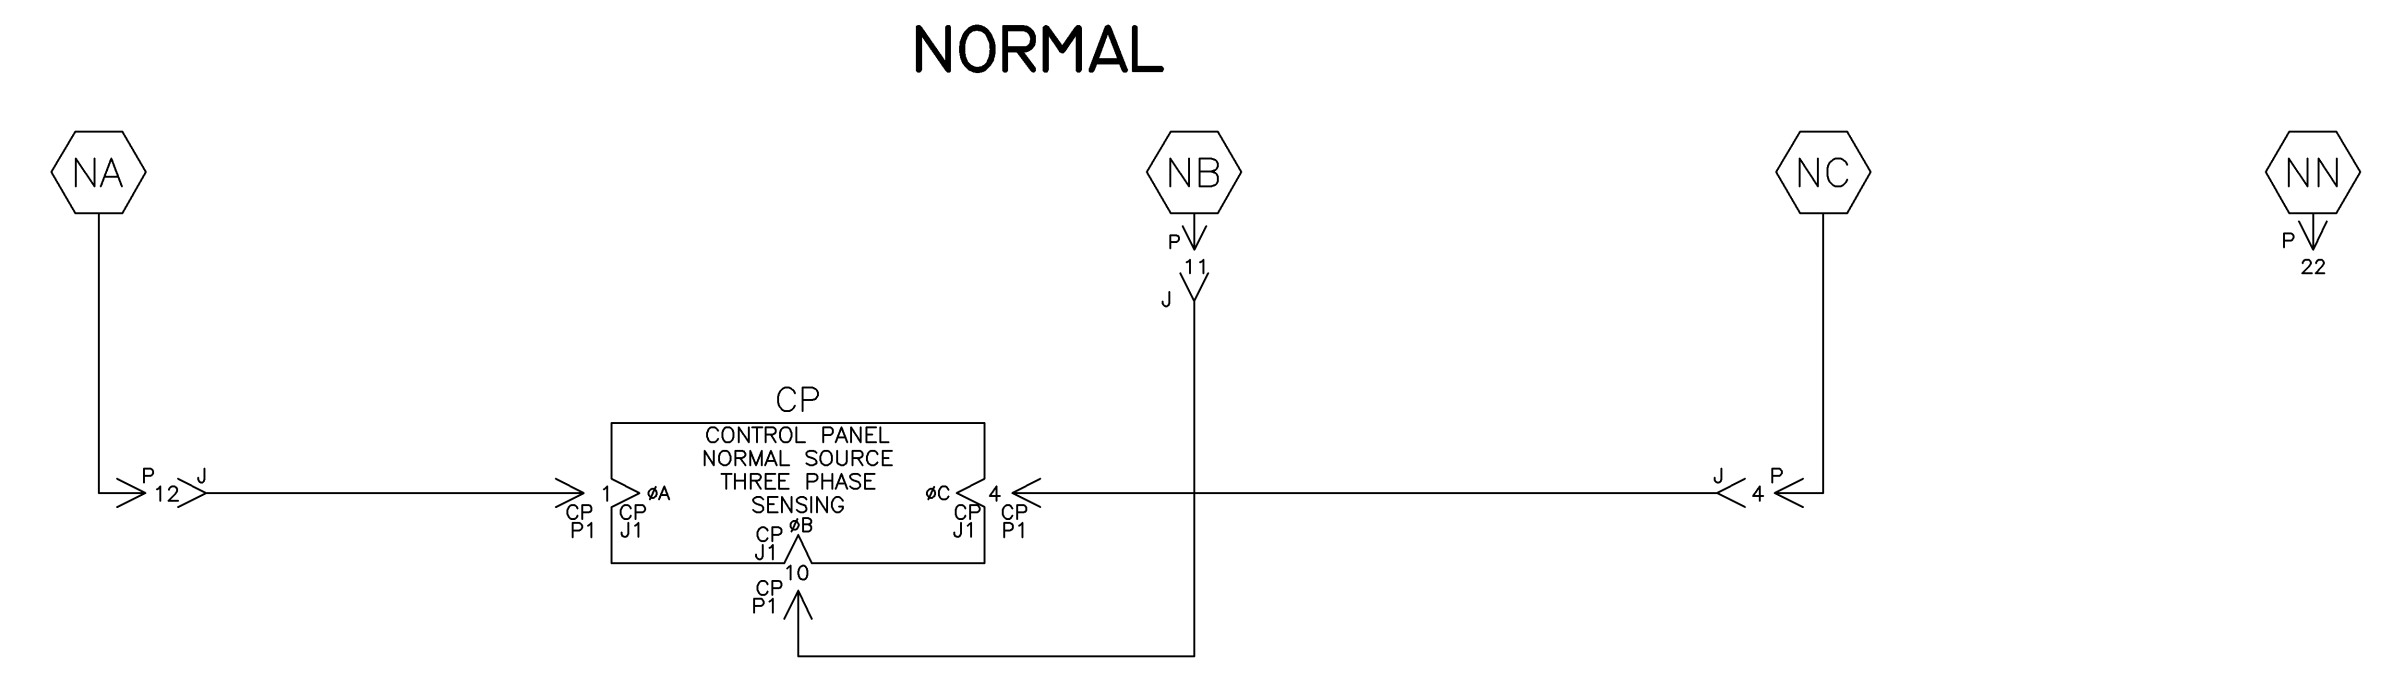 NORMAL
NA
NB
NC
NN
P
11
J
P
22
CP
CONTROL PANEL
NORMAL SOURCE
THREE PHASE
SENSING
P
12
J
1
CP
P1
CP
J1
øA
øB
CP
J1
10
CP
P1
øC
CP
J1
4
CP
P1
J
4
P